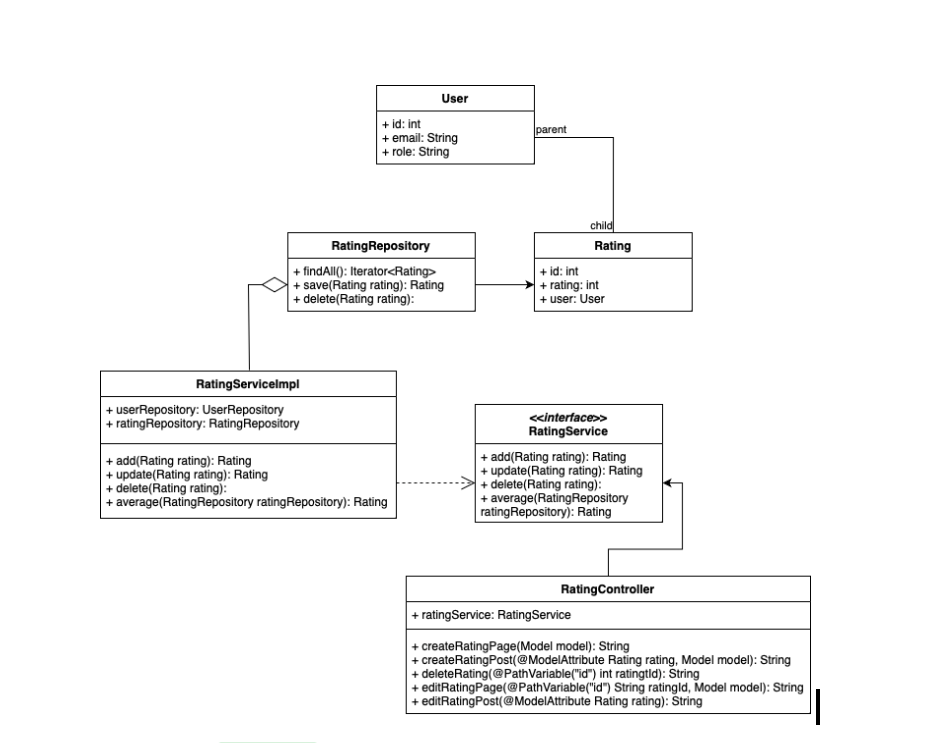 User
+ id: int
+ email: String
+ role: String
parent
child
RatingRepository
+ findAll(): Iterator<Rating>
+ save(Rating rating): Rating
+ delete(Rating rating):
Rating
+ id: int
+ rating: int
+ user: User
RatingServiceImpl
+ userRepository: UserRepository
+ ratingRepository: RatingRepository
+ add(Rating rating): Rating
+ update(Rating rating): Rating
+ delete(Rating rating):
+ average(RatingRepository ratingRepository): Rating
<<interface>>
RatingService
+ add(Rating rating): Rating
+ update(Rating rating): Rating
+ delete(Rating rating):
+ average(RatingRepository
ratingRepository): Rating
RatingController
+ ratingService: RatingService
+ createRatingPage(Model model): String
+ createRatingPost(@ModelAttribute Rating rating, Model model): String
+ deleteRating(@PathVariable("id") int ratingtId): String
+ editRatingPage(@PathVariable("id") String ratingId, Model model): String
+ editRatingPost(@ModelAttribute Rating rating): String